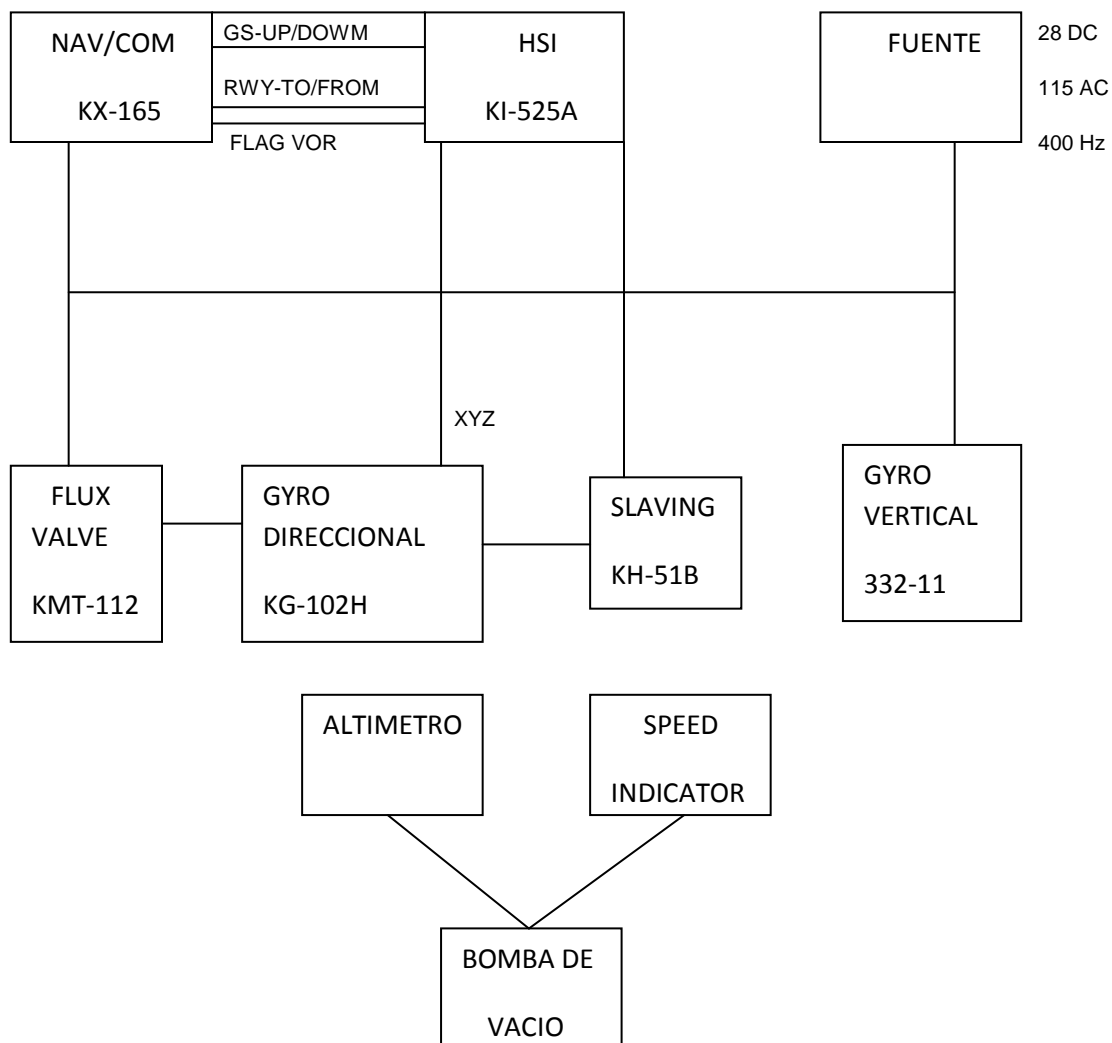 NAV/COM
KX-165
GS-UP/DOWM
RWY-TO/FROM
FLAG VOR
HSI
KI-525A
FUENTE
28 DC
115 AC
400 Hz
XYZ
FLUX
VALVE
KMT-112
GYRO
DIRECCIONAL
KG-102H
SLAVING
KH-51B
GYRO
VERTICAL
332-11
ALTIMETRO
SPEED
INDICATOR
BOMBA DE
VACIO